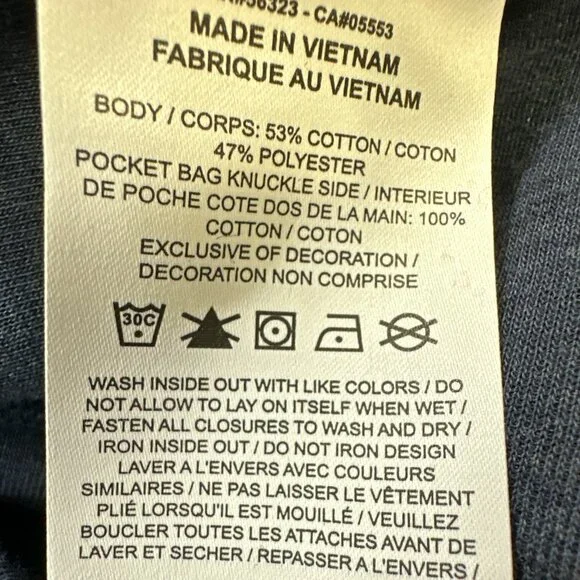 36323 - CA#05553
MADE IN VIETNAM
FABRIQUE AU VIETNAM
BODY / CORPS: 53% COTTON / COTON
47% POLYESTER
POCKET BAG KNUCKLE SIDE / INTERIEUR
DE POCHE COTE DOS DE LA MAIN: 100%
COTTON / COTON
EXCLUSIVE OF DECORATION /
DECORATION NON COMPRISE
30C
WASH INSIDE OUT WITH LIKE COLORS / DO
NOT ALLOW TO LAY ON ITSELF WHEN WET /
FASTEN ALL CLOSURES TO WASH AND DRY /
IRON INSIDE OUT / DO NOT IRON DESIGN
LAVER A L'ENVERS AVEC COULEURS
SIMILAIRES / NE PAS LAISSER LE VÊTEMENT
PLIÉ LORSQU'IL EST MOUILLÉ / VEUILLEZ
BOUCLER TOUTES LES ATTACHES AVANT DE
LAVER ET SECHER / REPASSER A L'ENVERS /